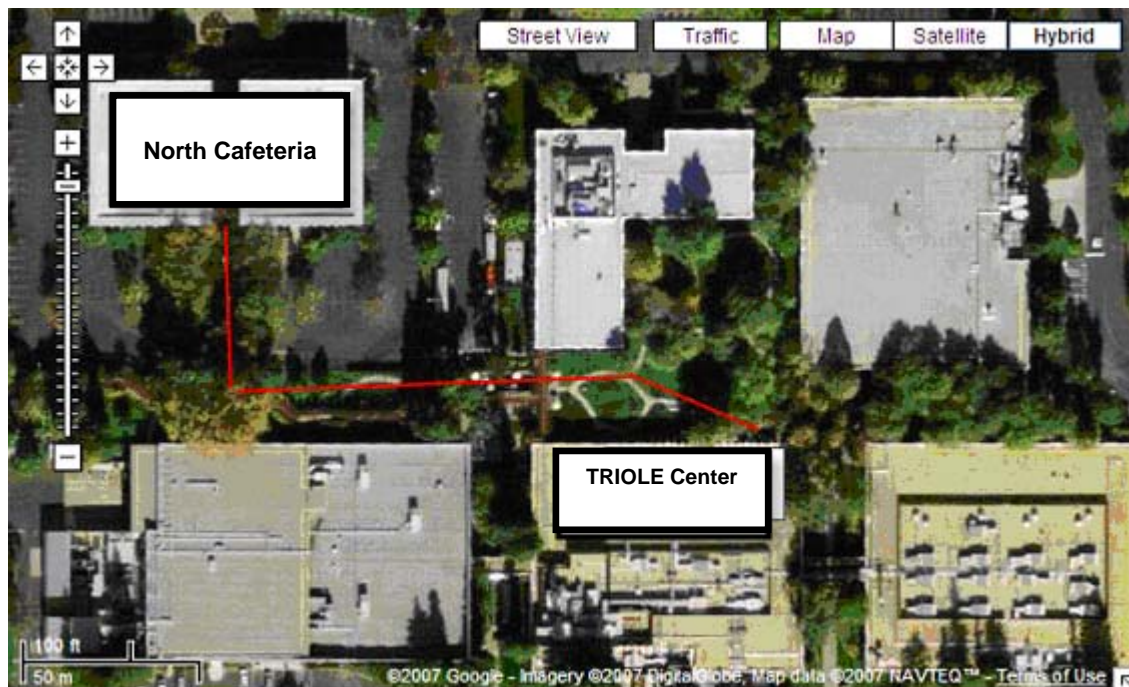 Street View Traffic Map Satellite Hybrid
North Cafeteria
TRIOLE Center
100 ft
50 m
©2007 Google - Imagery ©2007 DigitalGlobe, Map data ©2007 NAVTEQ™ - Terms of Use